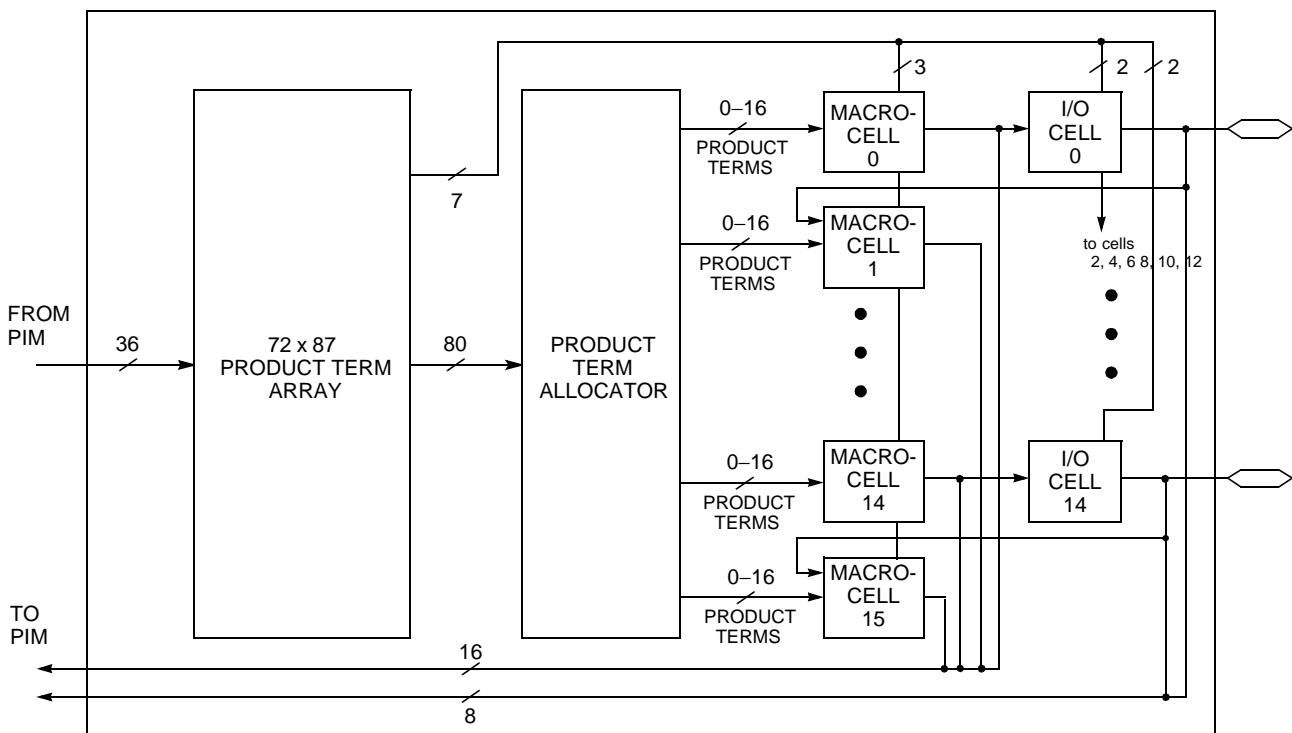 3
2
2
7
0–16
PRODUCT
TERMS
MACRO-
CELL
0
I/O
CELL
0
0–16
PRODUCT
TERMS
MACRO-
CELL
1
to cells
2, 4, 6 8, 10, 12
FROM
PIM
36
72 x 87
PRODUCT TERM
ARRAY
80
PRODUCT
TERM
ALLOCATOR
0–16
PRODUCT
TERMS
MACRO-
CELL
14
I/O
CELL
14
0–16
PRODUCT
TERMS
MACRO-
CELL
15
TO
PIM
16
8